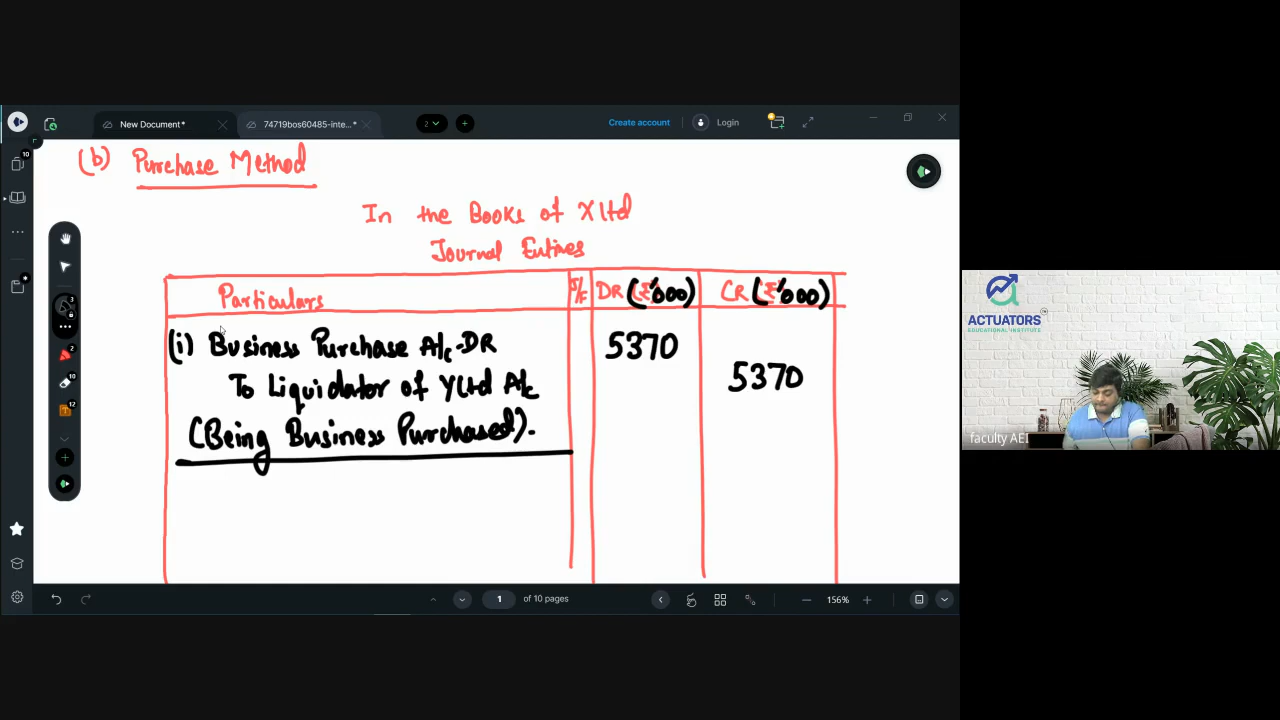 New Document*
74719bos60485-inte...*
2
Create account
Login
(b) Purchase Method
In the Books of X Ltd
Journal Entries
Particulars
J/F
DR (₹'000)
CR (₹'000)
(i) Business Purchase A/c - DR
5370
To Liquidator of Y Ltd A/c
5370
(Being Business Purchased).
1
of 10 pages
156%
ACTUATORS
EDUCATIONAL INSTITUTE
faculty AEI